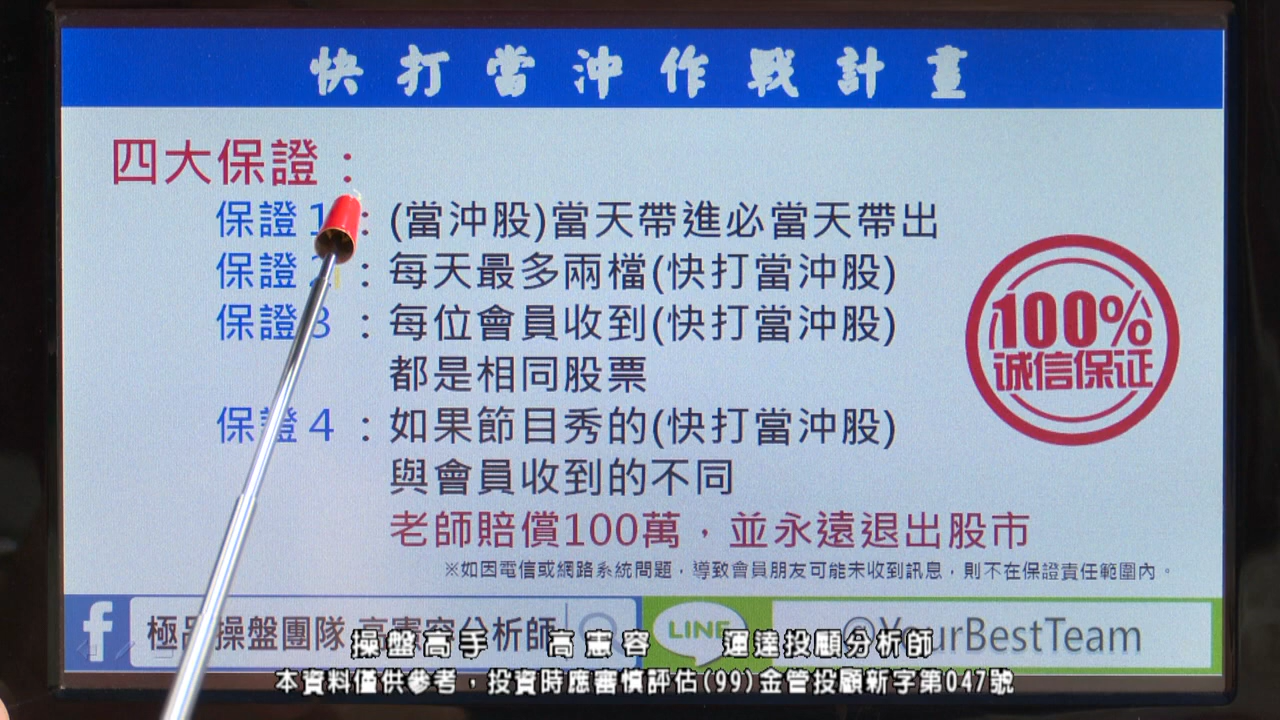 快打當沖作戰計畫
四大保證：
保證1：(當沖股)當天帶進必當天帶出
保證2：每天最多兩檔(快打當沖股)
保證3：每位會員收到(快打當沖股)
都是相同股票
100%
诚信保证
保證4：如果節目秀的(快打當沖股)
與會員收到的不同
老師賠償100萬，並永遠退出股市
※如因電信或網路系統問題，導致會員朋友可能未收到訊息，則不在保證責任範圍內。
f 極品操盤團隊 高憲容分析師 LINE @YourBestTeam
操盤高手 高憲容 運達投顧分析師
本資料僅供參考，投資時應審慎評估(99)金管投顧新字第047號